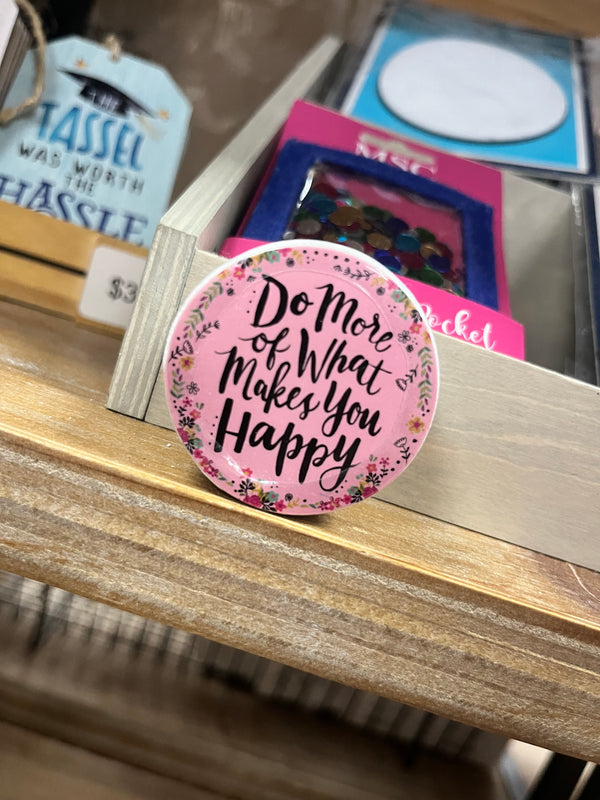 TASSEL
WAS WORTH
THE
HASSLE
$3
MSC
Pocket
Do More
of What
Makes You
Happy